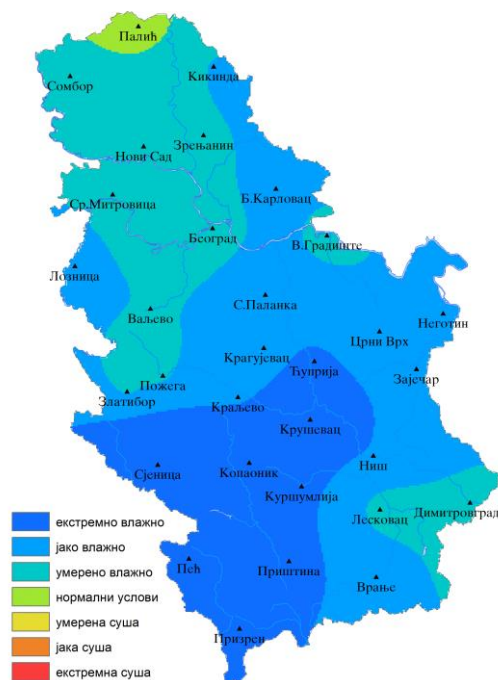 Палић
Кикинда
Сомбор
Зрењанин
Нови Сад
Б.Карловац
Ср.Митровица
Београд
В.Градиште
Лозница
С.Паланка
Ваљево
Неготин
Црни Врх
Крагујевац
Ћуприја
Зајечар
Пожега
Златибор
Краљево
Крушевац
Ниш
Сјеница
Копаоник
Куршумлија
Димитровград
Лесковац
екстремно влажно
јако влажно
Пећ
Приштина
умерено влажно
Врање
нормални услови
умерена суша
Призрен
јака суша
екстремна суша